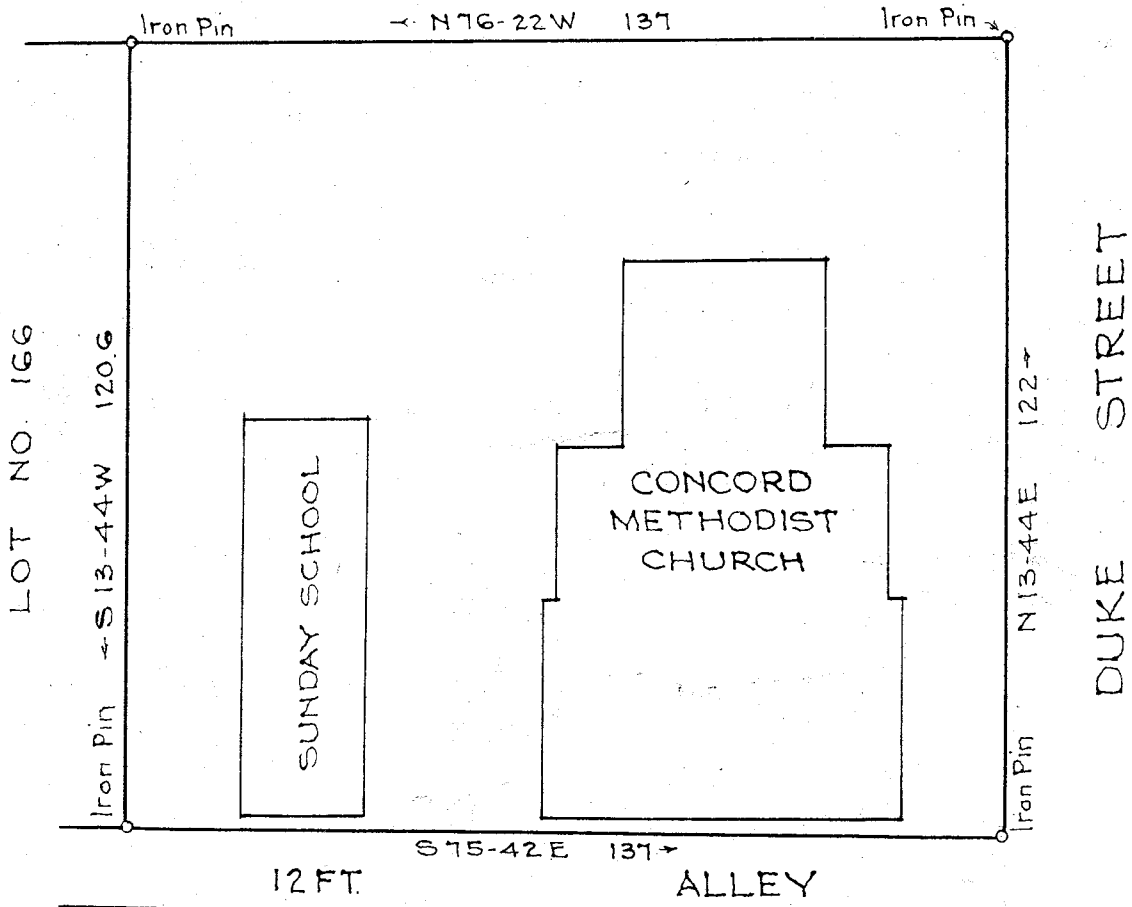 Iron Pin
← N76-22W 137
Iron Pin
LOT NO. 166
Iron Pin ← S13-44W 120.6
SUNDAY SCHOOL
CONCORD
METHODIST
CHURCH
Iron Pin N13-44E 122→
DUKE STREET
S75-42E 137→
12 FT. ALLEY